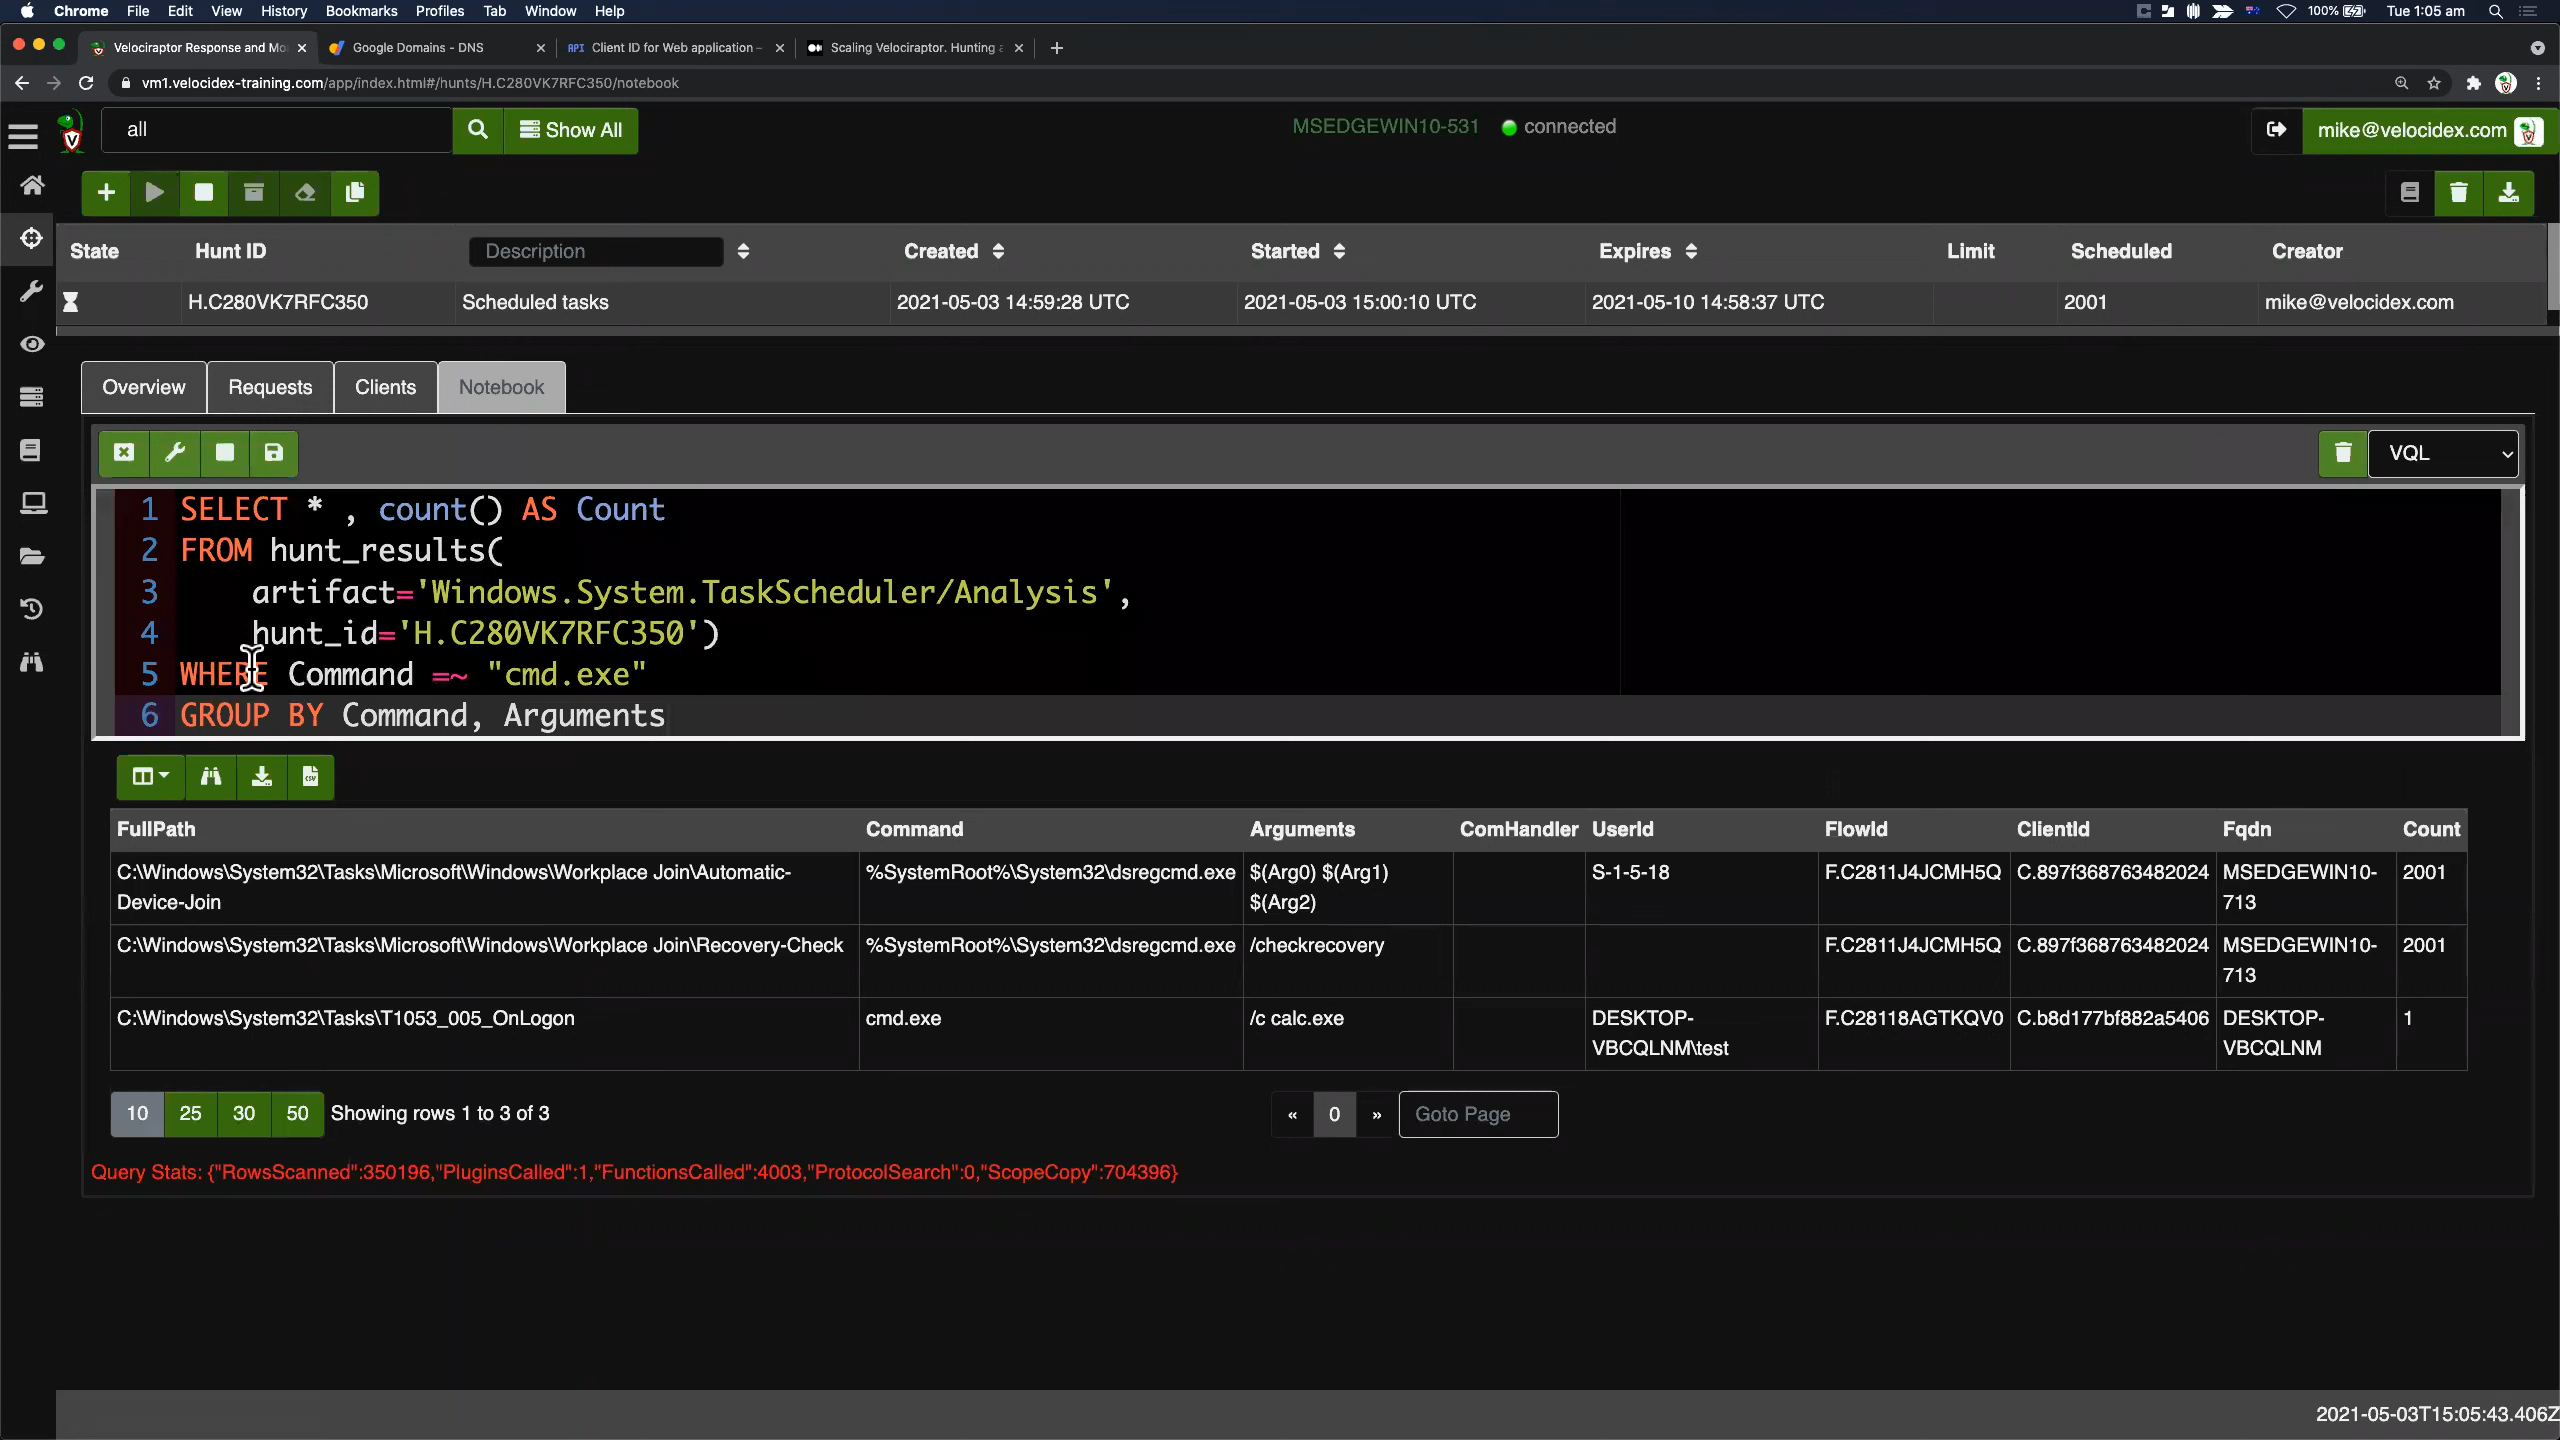 Chrome File Edit View History Bookmarks Profiles Tab Window Help 100% Tue 1:05 am
Velociraptor Response and Mo Google Domains - DNS API Client ID for Web application – Scaling Velociraptor. Hunting a
vm1.velocidex-training.com/app/index.html#/hunts/H.C280VK7RFC350/notebook
all Show All MSEDGEWIN10-531 connected mike@velocidex.com
State Hunt ID Description Created Started Expires Limit Scheduled Creator
H.C280VK7RFC350 Scheduled tasks 2021-05-03 14:59:28 UTC 2021-05-03 15:00:10 UTC 2021-05-10 14:58:37 UTC 2001 mike@velocidex.com
Overview Requests Clients Notebook
VQL
1 SELECT * , count() AS Count
2 FROM hunt_results(
3 artifact='Windows.System.TaskScheduler/Analysis',
4 hunt_id='H.C280VK7RFC350')
5 WHERE Command =~ "cmd.exe"
6 GROUP BY Command, Arguments
FullPath Command Arguments ComHandler UserId FlowId ClientId Fqdn Count
C:\Windows\System32\Tasks\Microsoft\Windows\Workplace Join\Automatic- %SystemRoot%\System32\dsregcmd.exe $(Arg0) $(Arg1) S-1-5-18 F.C2811J4JCMH5Q C.897f368763482024 MSEDGEWIN10- 2001
Device-Join $(Arg2) 713
C:\Windows\System32\Tasks\Microsoft\Windows\Workplace Join\Recovery-Check %SystemRoot%\System32\dsregcmd.exe /checkrecovery F.C2811J4JCMH5Q C.897f368763482024 MSEDGEWIN10- 2001
713
C:\Windows\System32\Tasks\T1053_005_OnLogon cmd.exe /c calc.exe DESKTOP- F.C28118AGTKQV0 C.b8d177bf882a5406 DESKTOP- 1
VBCQLNM\test VBCQLNM
10 25 30 50 Showing rows 1 to 3 of 3 « 0 » Goto Page
Query Stats: {"RowsScanned":350196,"PluginsCalled":1,"FunctionsCalled":4003,"ProtocolSearch":0,"ScopeCopy":704396}
2021-05-03T15:05:43.406Z